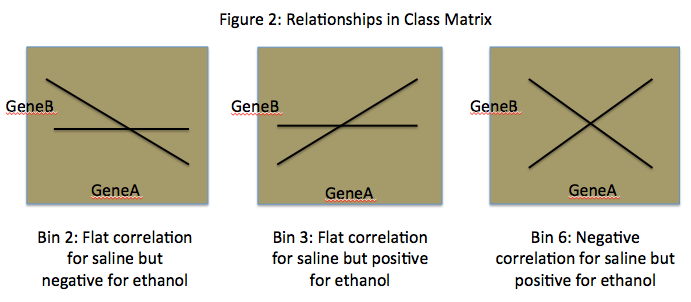 Figure 2: Relationships in Class Matrix
GeneB
GeneA
GeneB
GeneA
GeneB
GeneA
Bin 2: Flat correlation
for saline but
negative for ethanol
Bin 3: Flat correlation
for saline but positive
for ethanol
Bin 6: Negative
correlation for saline but
positive for ethanol